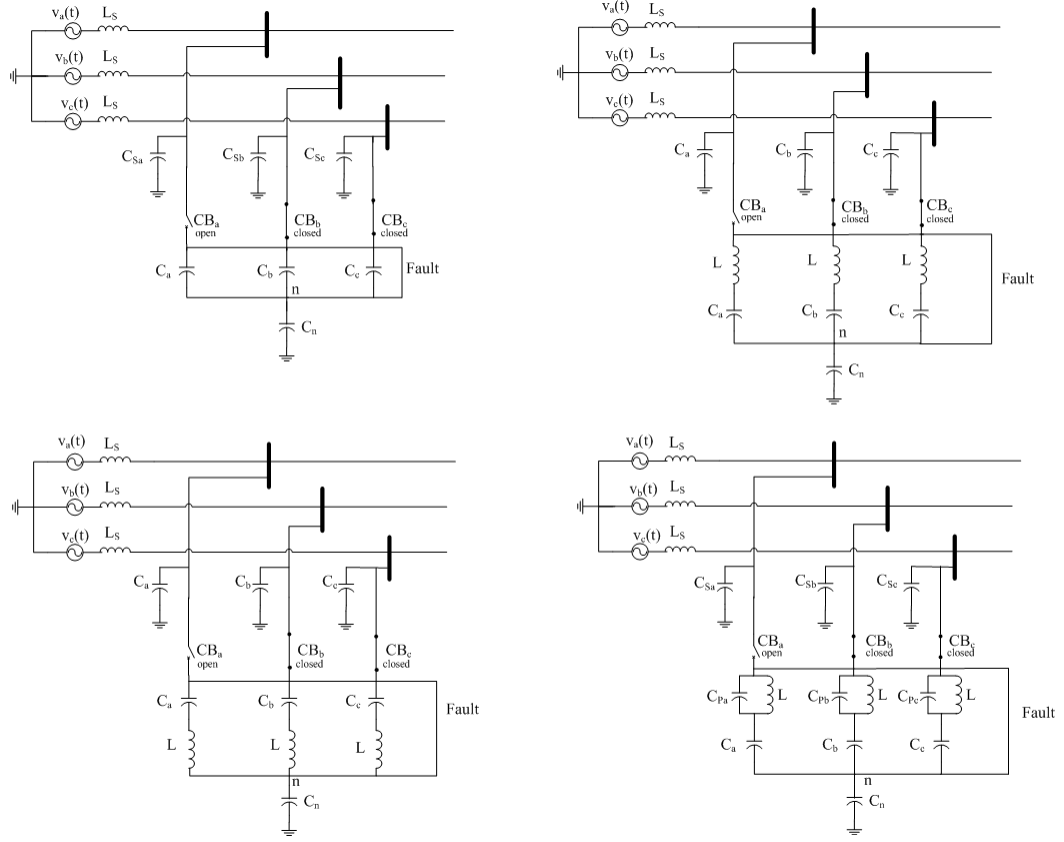 va(t) LS
vb(t) LS
vc(t) LS
CSa CSb CSc
CBa open
CBb closed
CBc closed
Ca Cb Cc Fault
n
Cn
va(t) LS
vb(t) LS
vc(t) LS
Ca Cb Cc
CBa open
CBb closed
CBc closed
L L L Fault
Ca Cb Cc
n
Cn
va(t) LS
vb(t) LS
vc(t) LS
Ca Cb Cc
CBa open
CBb closed
CBc closed
Ca Cb Cc Fault
L L L
n
Cn
va(t) LS
vb(t) LS
vc(t) LS
CSa CSb CSc
CBa open
CBb closed
CBc closed
CPa L CPb L CPc L Fault
Ca Cb Cc
n
Cn